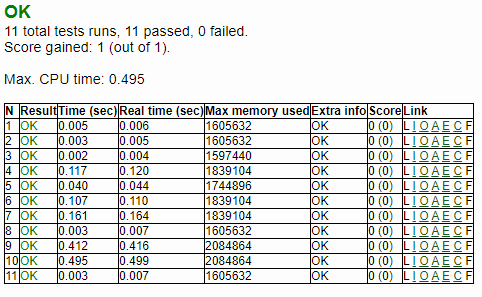 OK
11 total tests runs, 11 passed, 0 failed.
Score gained: 1 (out of 1).
Max. CPU time: 0.495
N Result Time (sec) Real time (sec) Max memory used Extra info Score Link
1 OK 0.005 0.006 1605632 OK 0 (0) L I O A E C F
2 OK 0.003 0.005 1605632 OK 0 (0) L I O A E C F
3 OK 0.002 0.004 1597440 OK 0 (0) L I O A E C F
4 OK 0.117 0.120 1839104 OK 0 (0) L I O A E C F
5 OK 0.040 0.044 1744896 OK 0 (0) L I O A E C F
6 OK 0.107 0.110 1839104 OK 0 (0) L I O A E C F
7 OK 0.161 0.164 1839104 OK 0 (0) L I O A E C F
8 OK 0.003 0.007 1605632 OK 0 (0) L I O A E C F
9 OK 0.412 0.416 2084864 OK 0 (0) L I O A E C F
10 OK 0.495 0.499 2084864 OK 0 (0) L I O A E C F
11 OK 0.003 0.007 1605632 OK 0 (0) L I O A E C F